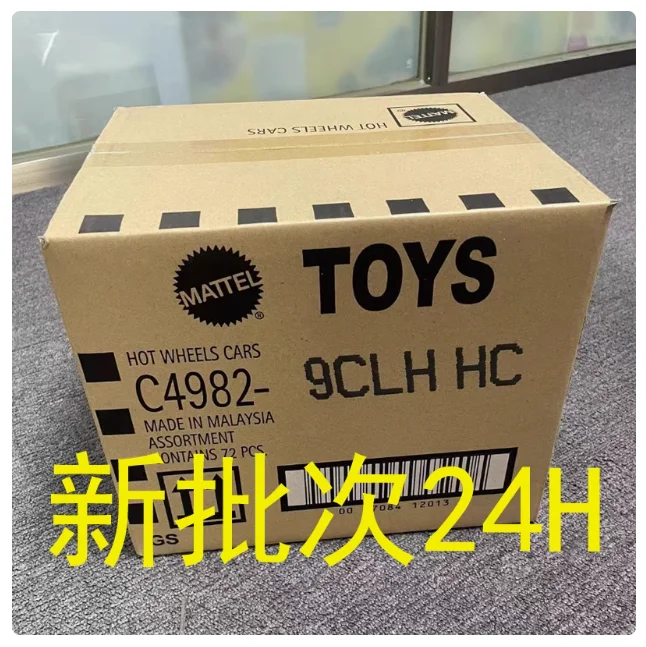 MATTEL
HOT WHEELS CARS
MATTEL
®
TOYS
HOT WHEELS CARS
C4982-
9CLH HC
MADE IN MALAYSIA
ASSORTMENT
CONTAINS 72 PCS.
新批次24H
GS